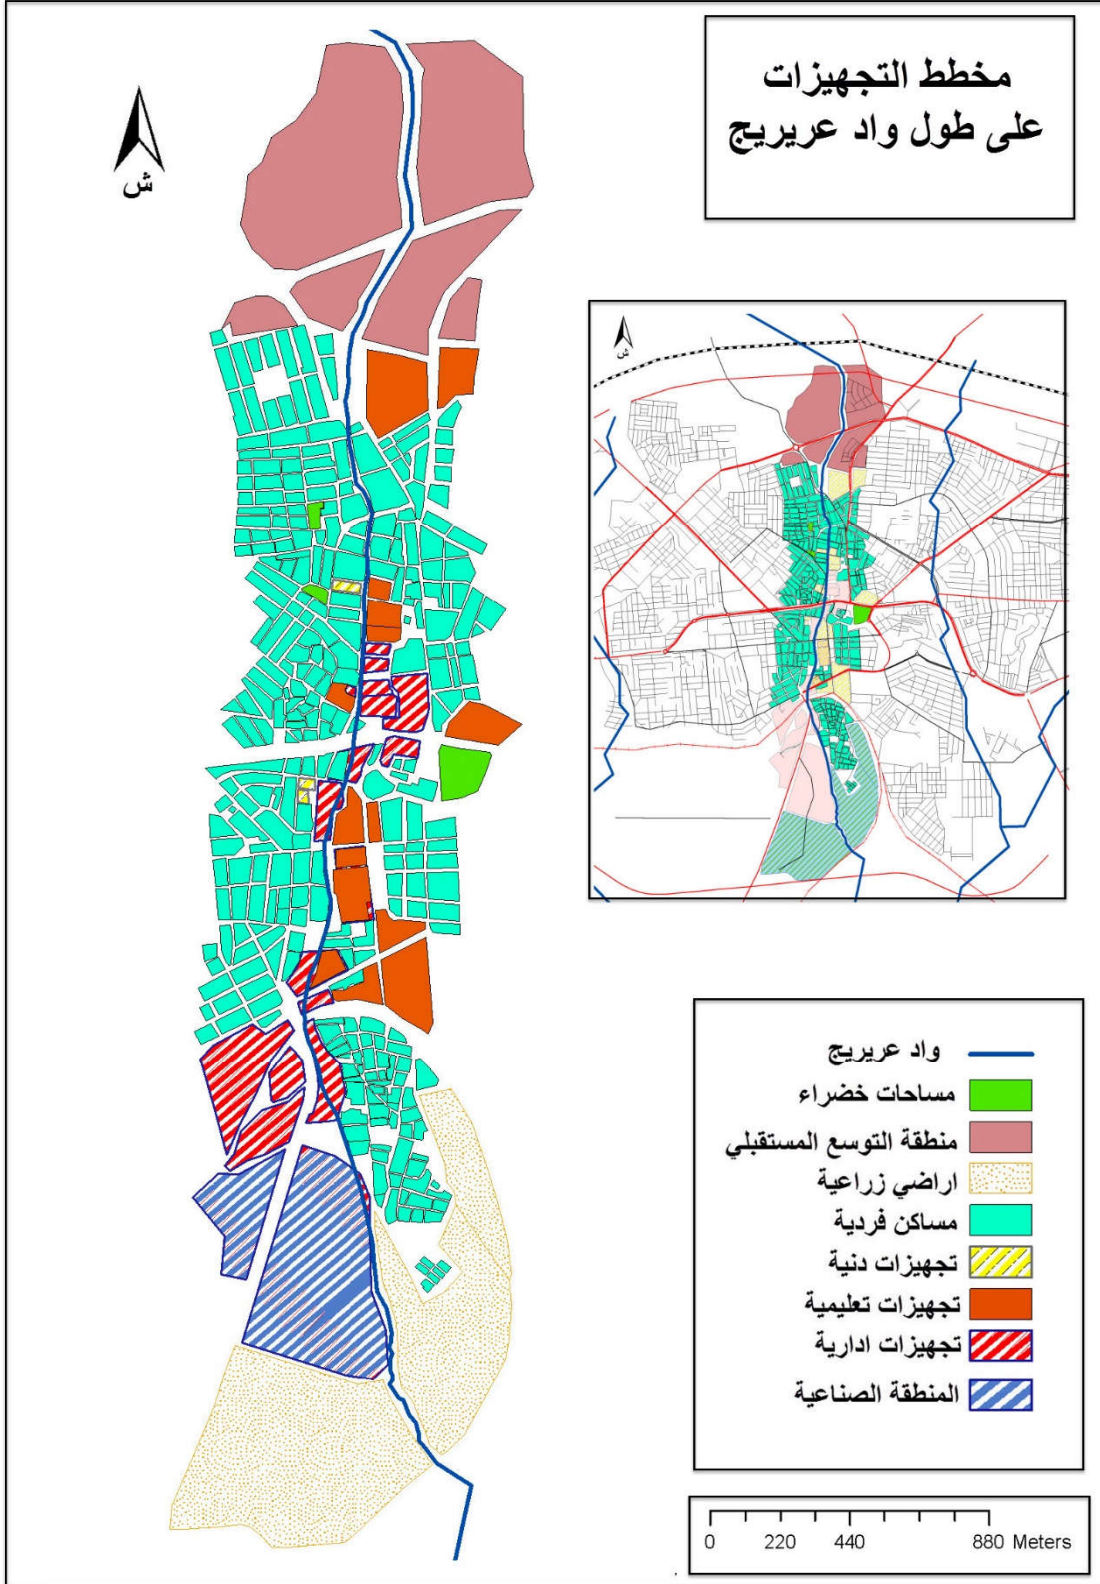 مخطط التجهيزات
على طول واد عريريج
ش
ش
واد عريريج
مساحات خضراء
منطقة التوسع المستقبلي
اراضي زراعية
مساكن فردية
تجهيزات دنية
تجهيزات تعليمية
تجهيزات ادارية
المنطقة الصناعية
0 220 440 880 Meters